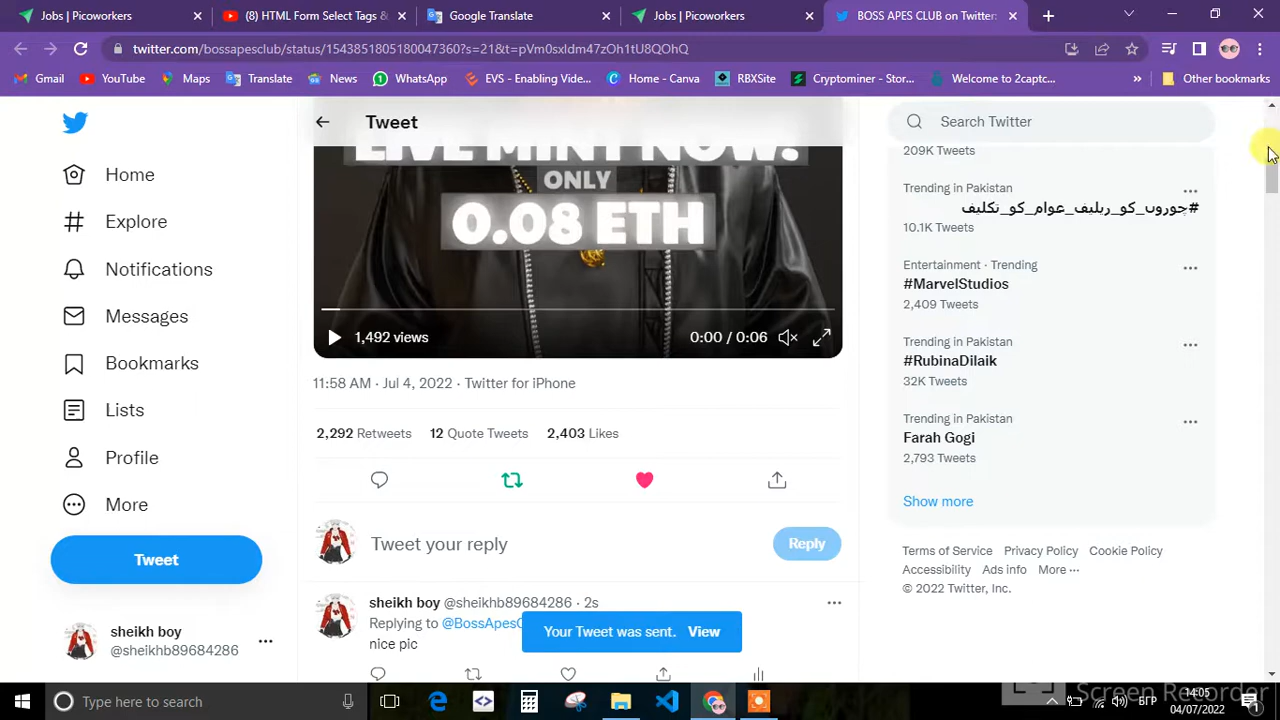 Jobs | Picoworkers
(8) HTML Form Select Tags &
Google Translate
Jobs | Picoworkers
BOSS APES CLUB on Twitter:
twitter.com/bossapesclub/status/1543851805180047360?s=21&t=pVm0sxldm47zOh1tU8QOhQ
Gmail
YouTube
Maps
Translate
News
WhatsApp
EVS - Enabling Vide...
Home - Canva
RBXSite
Cryptominer - Stor...
Welcome to 2captc...
»
Other bookmarks
Home
Explore
Notifications
Messages
Bookmarks
Lists
Profile
More
Tweet
sheikh boy
@sheikhb89684286
Tweet
LIVE MINT NOW!
ONLY
0.08 ETH
1,492 views
0:00 / 0:06
11:58 AM · Jul 4, 2022 · Twitter for iPhone
2,292 Retweets 12 Quote Tweets 2,403 Likes
Tweet your reply
Reply
sheikh boy @sheikhb89684286 · 2s
Replying to @BossApesC
nice pic
Your Tweet was sent. View
Search Twitter
209K Tweets
Trending in Pakistan
#چوروں_کو_ریلیف_عوام_کو_تکلیف
10.1K Tweets
Entertainment · Trending
#MarvelStudios
2,409 Tweets
Trending in Pakistan
#RubinaDilaik
32K Tweets
Trending in Pakistan
Farah Gogi
2,793 Tweets
Show more
Terms of Service Privacy Policy Cookie Policy
Accessibility Ads info More ···
© 2022 Twitter, Inc.
Type here to search
Screen Recorder
БГР
14:05
04/07/2022